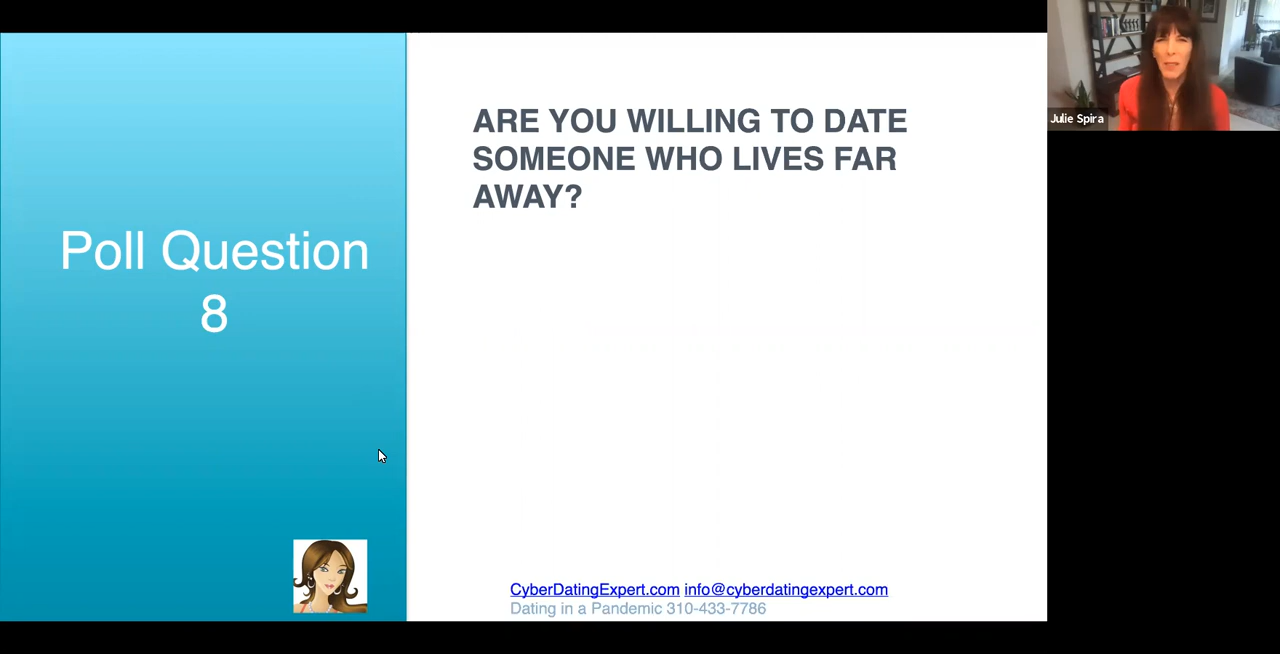 Poll Question
8
ARE YOU WILLING TO DATE
SOMEONE WHO LIVES FAR
AWAY?
CyberDatingExpert.com info@cyberdatingexpert.com
Dating in a Pandemic 310-433-7786
Julie Spira